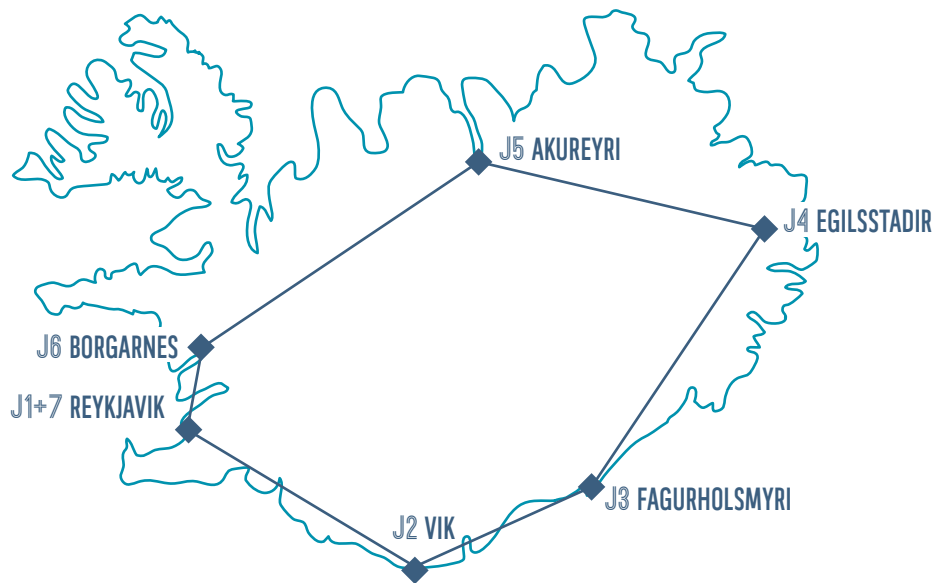 J5 AKUREYRI
J4 EGILSSTADIR
J6 BORGARNES
J1+7 REYKJAVIK
J3 FAGURHOLSMYRI
J2 VIK